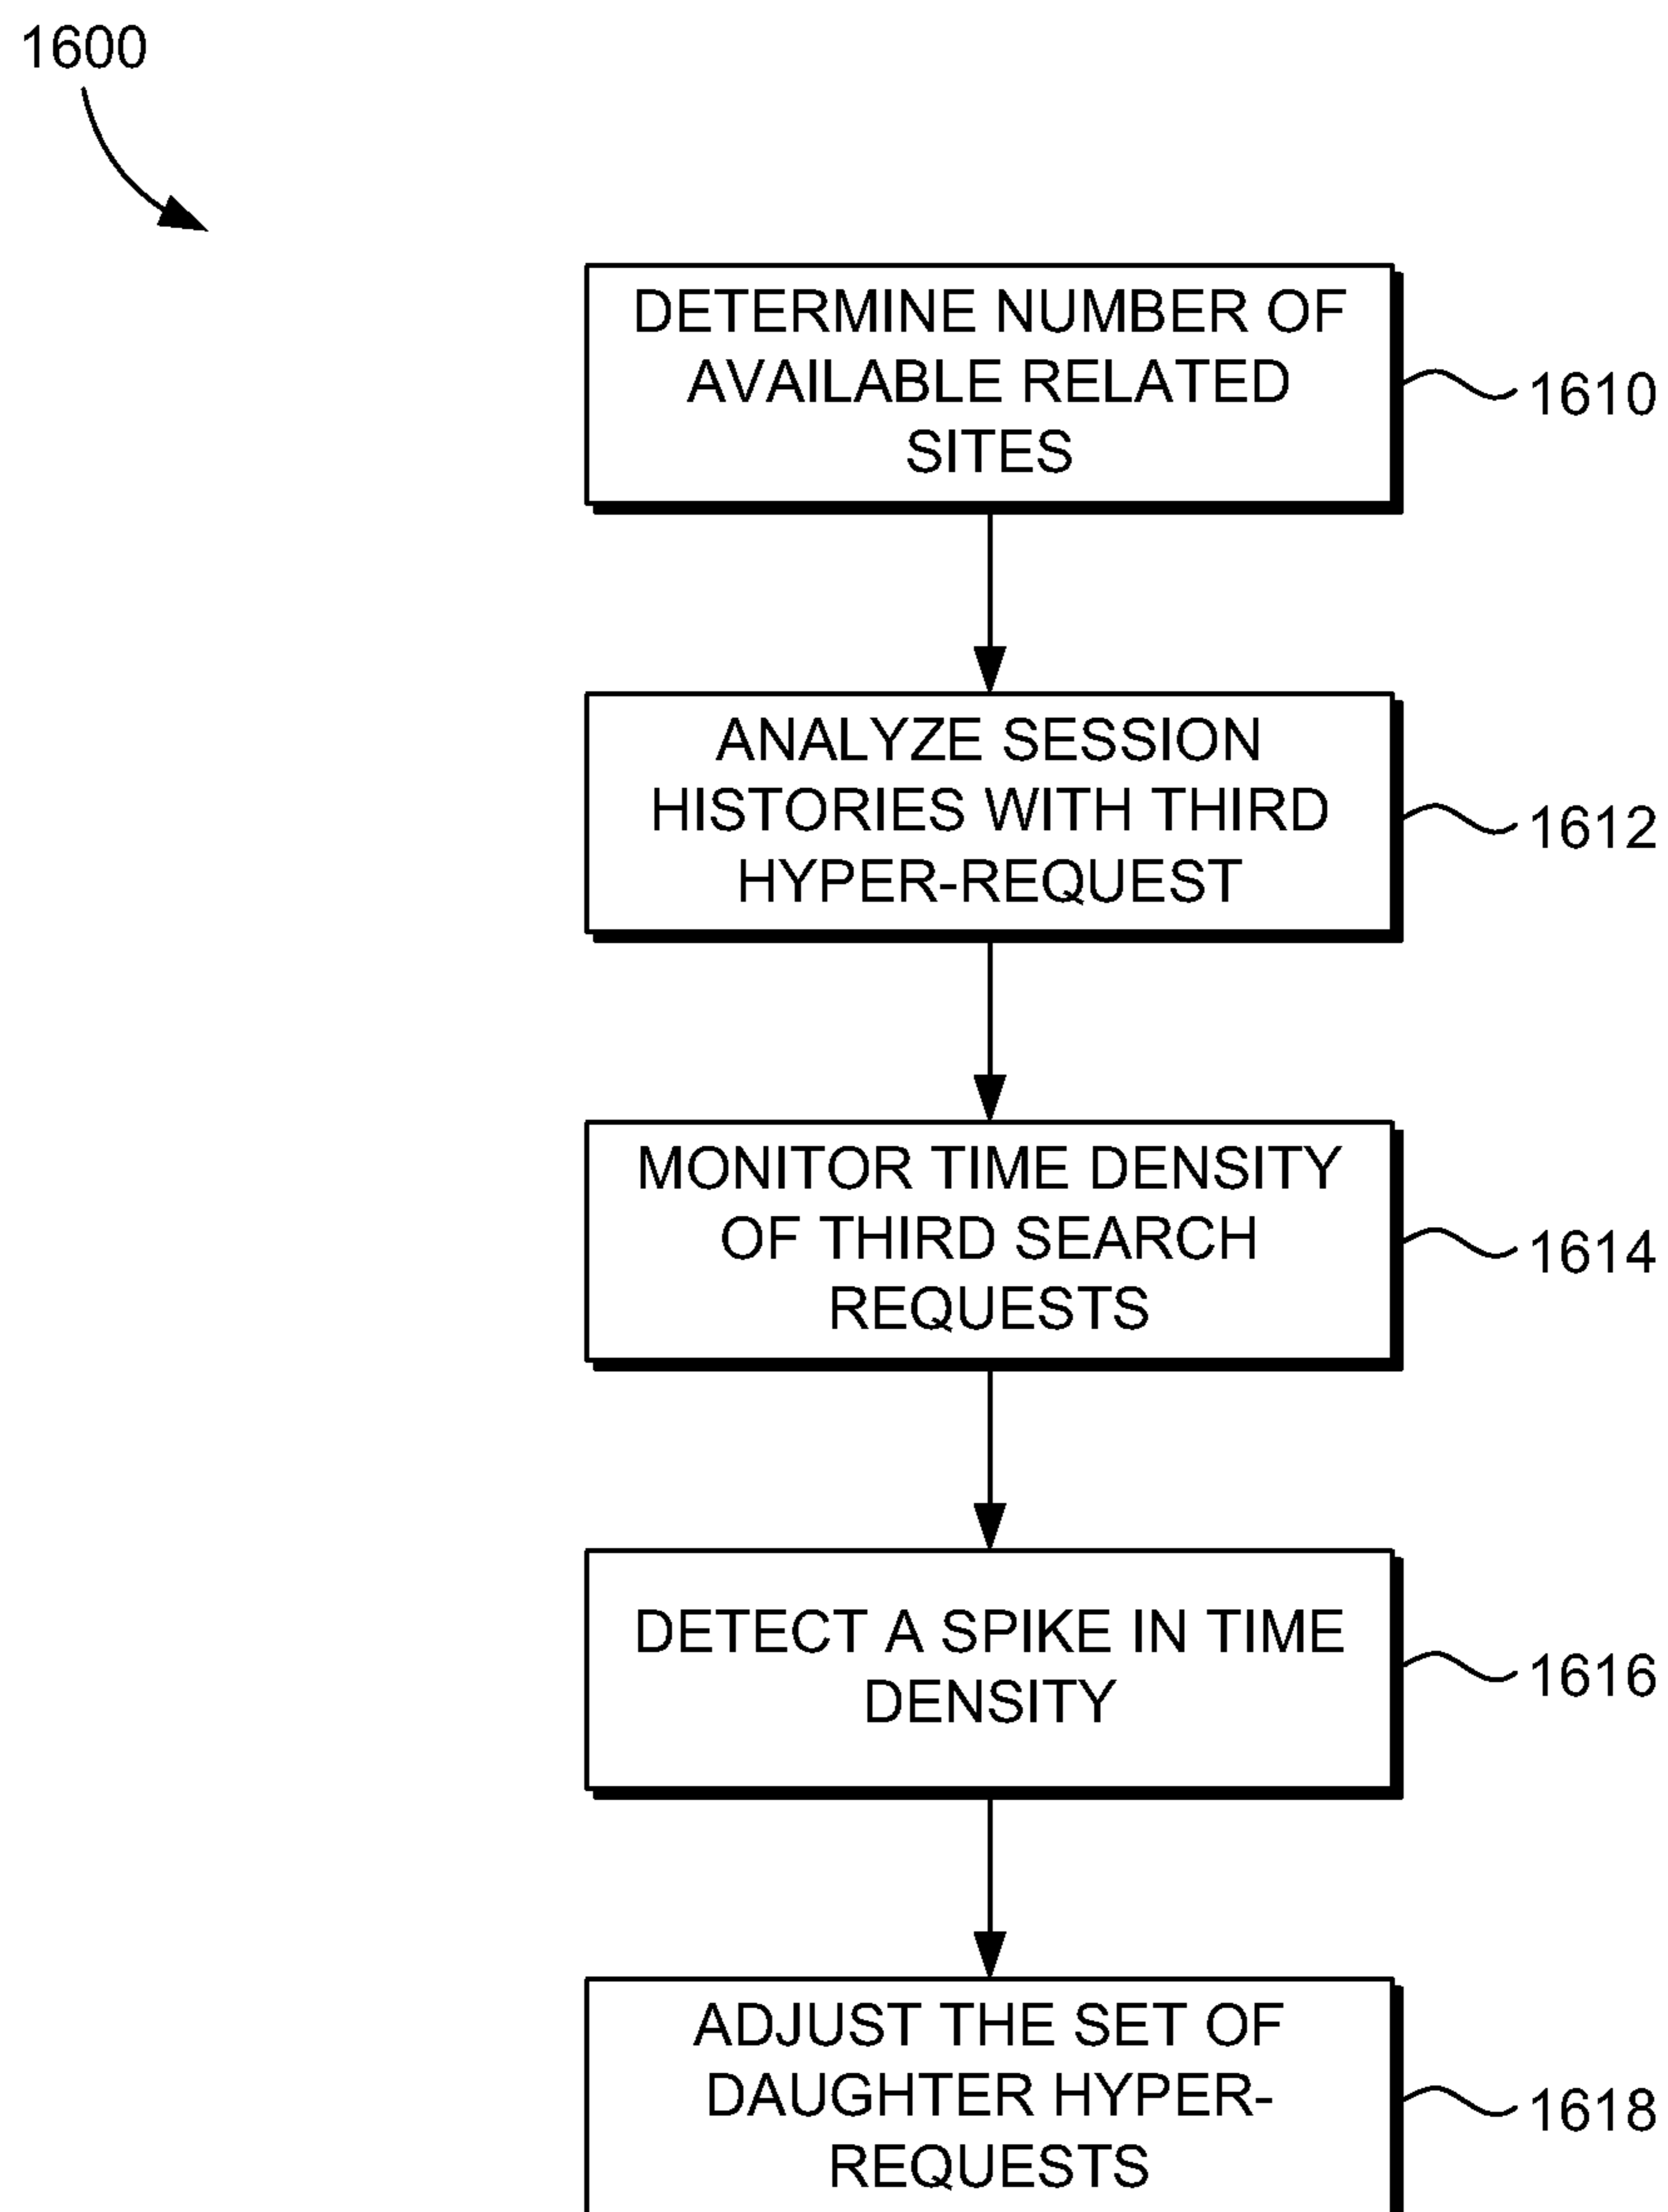 1600
DETERMINE NUMBER OF
AVAILABLE RELATED
SITES
1610
ANALYZE SESSION
HISTORIES WITH THIRD
HYPER-REQUEST
1612
MONITOR TIME DENSITY
OF THIRD SEARCH
REQUESTS
1614
DETECT A SPIKE IN TIME
DENSITY
1616
ADJUST THE SET OF
DAUGHTER HYPER-
REQUESTS
1618